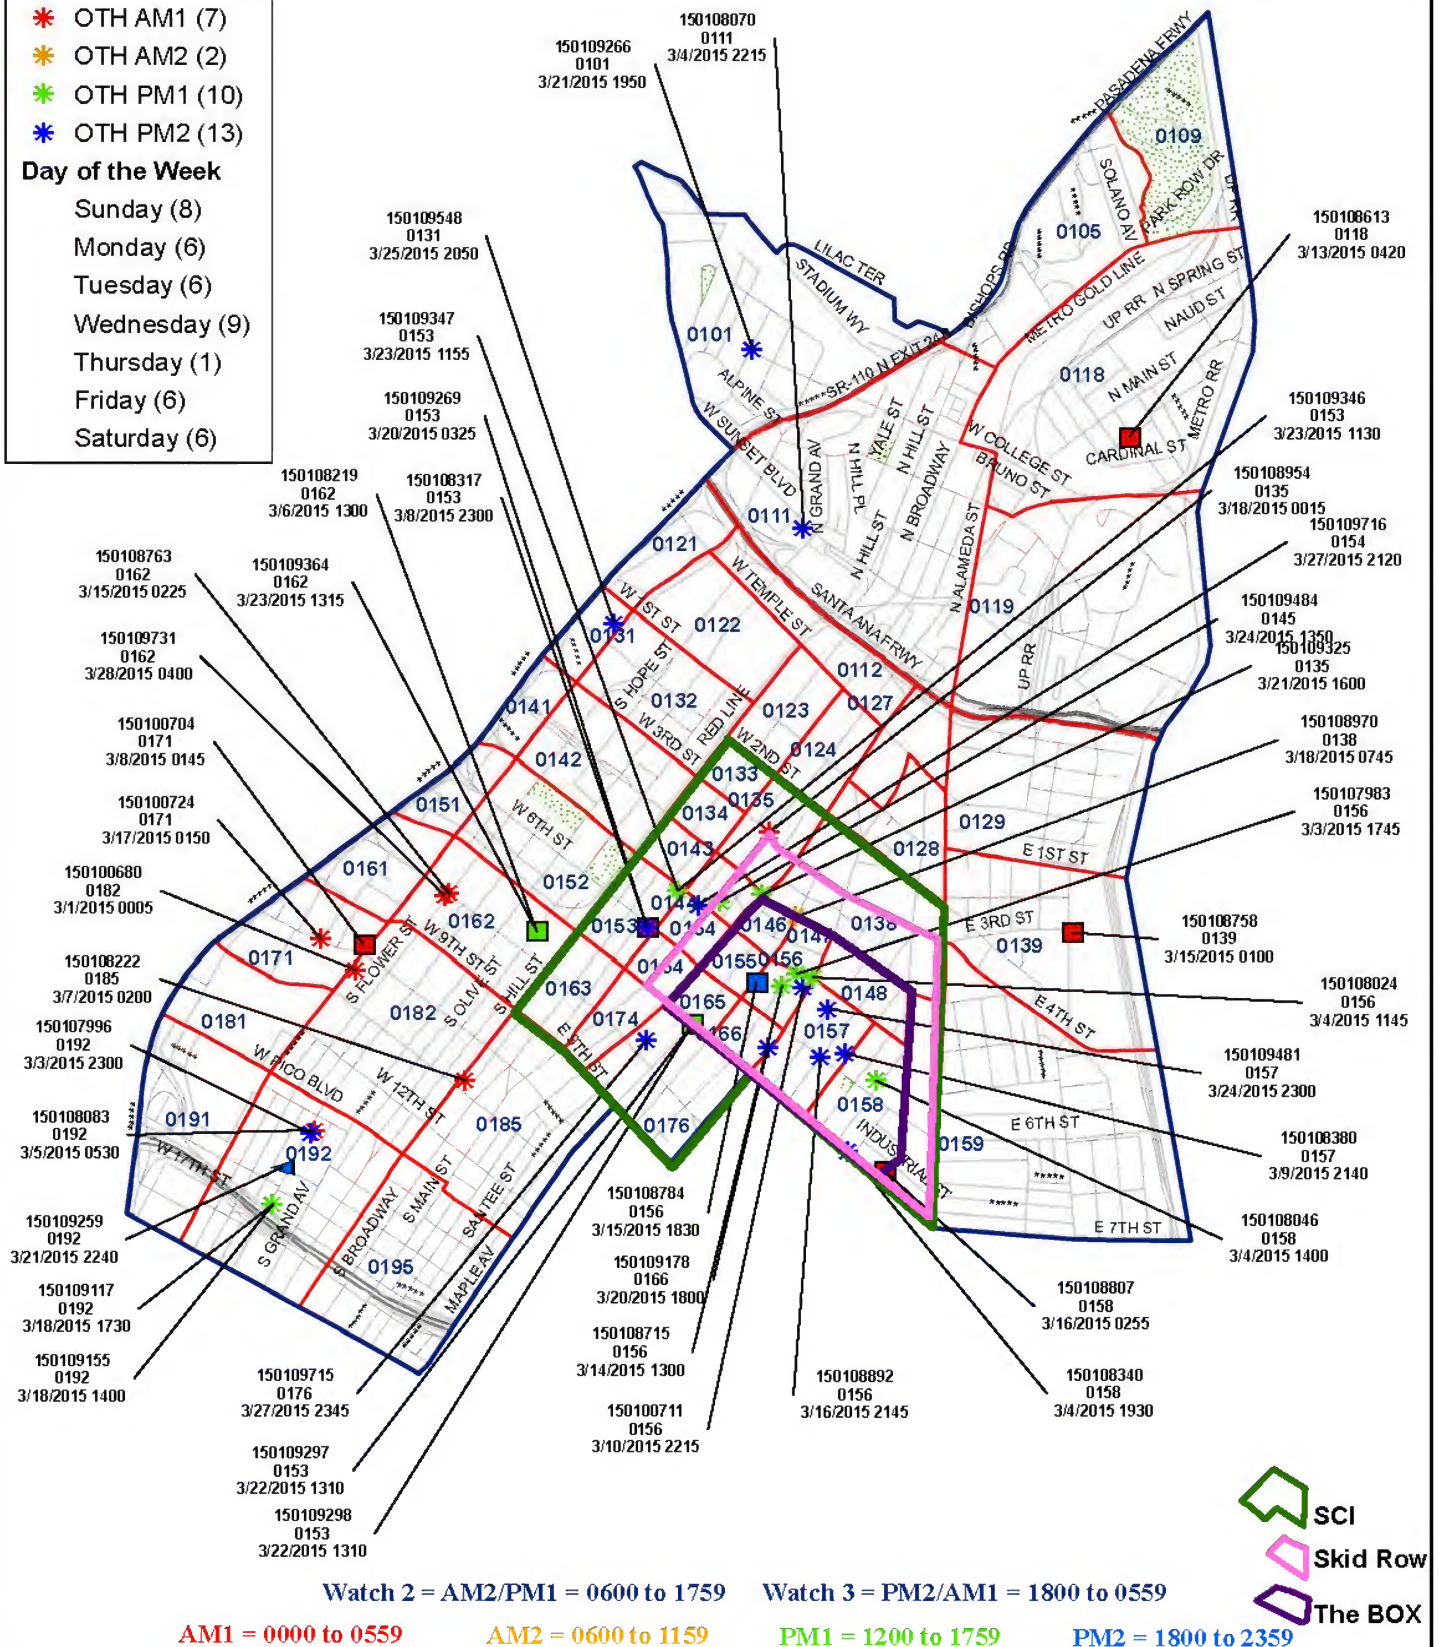 OTH AM1 (7)
OTH AM2 (2)
OTH PM1 (10)
OTH PM2 (13)
Day of the Week
Sunday (8)
Monday (6)
Tuesday (6)
Wednesday (9)
Thursday (1)
Friday (6)
Saturday (6)
150108070
0111
3/4/2015 2215
150109266
0101
3/21/2015 1950
150109548
0131
3/25/2015 2050
150109347
0153
3/23/2015 1155
150109269
0153
3/20/2015 0325
150108219
0162
3/6/2015 1300
150108317
0153
3/8/2015 2300
150108763
0162
3/15/2015 0225
150109364
0162
3/23/2015 1315
150109731
0162
3/28/2015 0400
150100704
0171
3/8/2015 0145
150100724
0171
3/17/2015 0150
150100680
0182
3/1/2015 0005
150108222
0185
3/7/2015 0200
150107996
0192
3/3/2015 2300
150108083
0192
3/5/2015 0530
150109259
0192
3/21/2015 2240
150109117
0192
3/18/2015 1730
150109155
0192
3/18/2015 1400
150109715
0176
3/27/2015 2345
150109297
0153
3/22/2015 1310
150109298
0153
3/22/2015 1310
150108784
0156
3/15/2015 1830
150109178
0166
3/20/2015 1800
150108715
0156
3/14/2015 1300
150100711
0156
3/10/2015 2215
150108892
0156
3/16/2015 2145
150108340
0158
3/4/2015 1930
150108807
0158
3/16/2015 0255
150108046
0158
3/4/2015 1400
150108380
0157
3/9/2015 2140
150109481
0157
3/24/2015 2300
150108024
0156
3/4/2015 1145
150108758
0139
3/15/2015 0100
150107983
0156
3/3/2015 1745
150108970
0138
3/18/2015 0745
150109325
0135
3/21/2015 1600
150109484
0145
3/24/2015 1350
150109716
0154
3/27/2015 2120
150108954
0135
3/18/2015 0015
150109346
0153
3/23/2015 1130
150108613
0118
3/13/2015 0420
*****PASADENA FRWY
0109
SOLANO AV
PARK ROW DR
UP RR
0105
BISHOPS RD
METRO GOLD LINE
UP RR
N SPRING ST
NAUD ST
0118
N MAIN ST
METRO RR
CARDINAL ST
LILAC TER
STADIUM WY
0101
ALPINE ST
*****SR-110 N EXIT 24
W SUNSET BLVD
N GRAND AV
N HILL PL
YALE ST
N HILL ST
N BROADWAY
W COLLEGE ST
BRUNO ST
0111
N HILL ST
N ALAMEDA ST
0119
0121
W TEMPLE ST
SANTA ANA FRWY
UP RR
W 1ST ST
0131
0122
0112
0141
S HOPE ST
0132
RED LINE
0127
0123
W 3RD ST
W 2ND ST
0124
0142
0133
0135
0134
0151
W 6TH ST
0143
0128
0129
E 1ST ST
0161
0152
0144
0162
0153
0164
0146
0147
0138
E 3RD ST
0139
0171
W 9TH ST
S FLOWER ST
S OLIVE ST
S HILL ST
0163
0154
0155
0156
0148
E 4TH ST
0181
0182
0174
0165
0157
E 9TH ST
W PICO BLVD
W 12TH ST
0158
0191
0192
0185
0176
INDUSTRIAL ST
0159
E 6TH ST
W 17TH ST
S GRAND AV
S BROADWAY
S MAIN ST
SANTEE ST
MAPLE AV
0195
E 7TH ST
SCI
Skid Row
The BOX
Watch 2 = AM2/PM1 = 0600 to 1759 Watch 3 = PM2/AM1 = 1800 to 0559
AM1 = 0000 to 0559 AM2 = 0600 to 1159 PM1 = 1200 to 1759 PM2 = 1800 to 2359